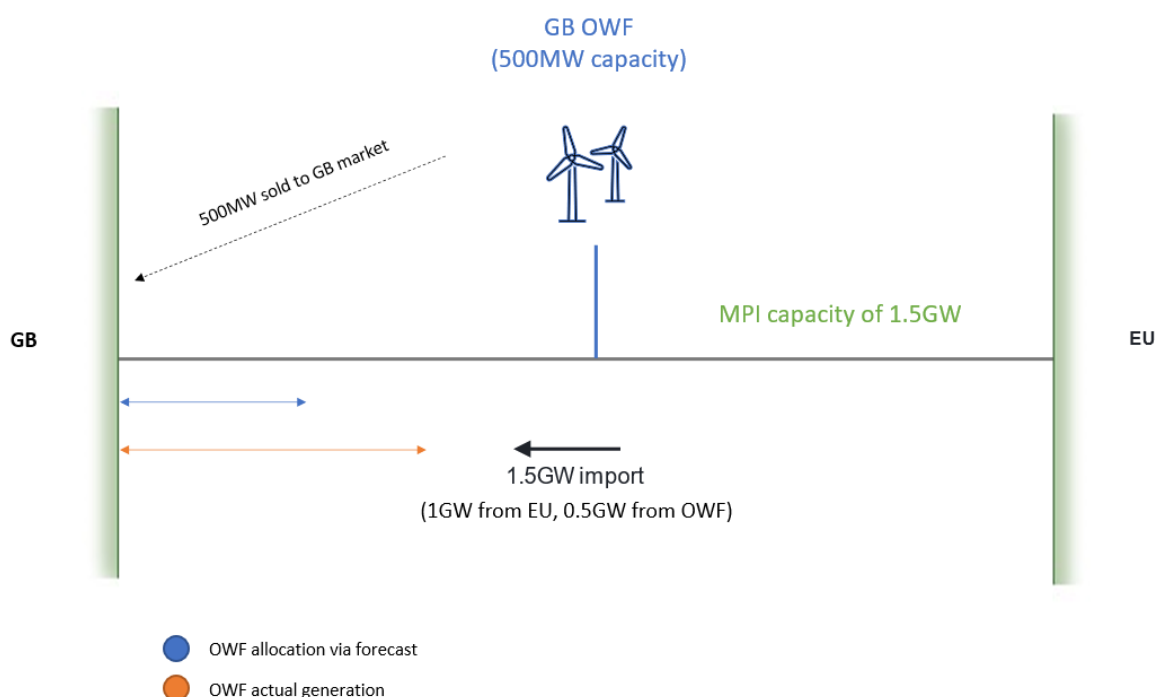 GB OWF
(500MW capacity)
500MW sold to GB market
MPI capacity of 1.5GW
GB
EU
1.5GW import
(1GW from EU, 0.5GW from OWF)
OWF allocation via forecast
OWF actual generation